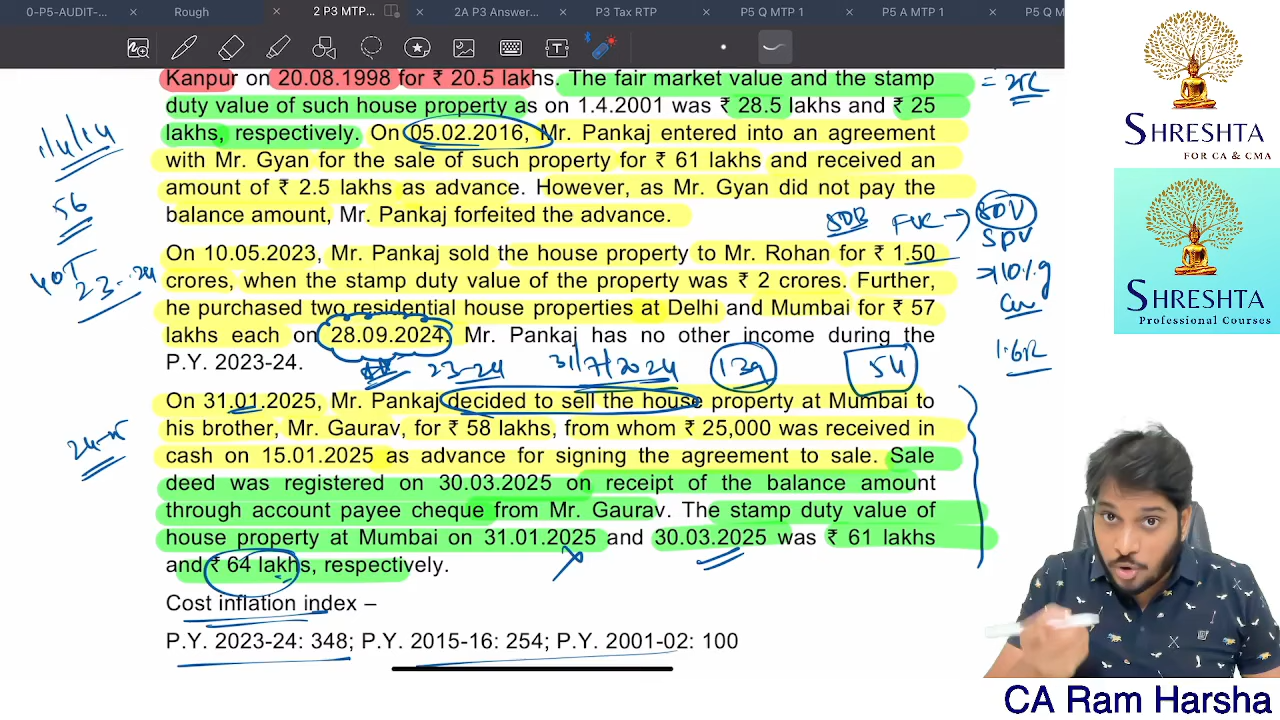 0-P5-AUDIT-
Rough
2 P3 MTP...
2A P3 Answer...
P3 Tax RTP
P5 Q MTP 1
P5 A MTP 1
P5 Q M
Kanpur on 20.08.1998 for ₹ 20.5 lakhs. The fair market value and the stamp
duty value of such house property as on 1.4.2001 was ₹ 28.5 lakhs and ₹ 25
lakhs, respectively. On 05.02.2016, Mr. Pankaj entered into an agreement
with Mr. Gyan for the sale of such property for ₹ 61 lakhs and received an
amount of ₹ 2.5 lakhs as advance. However, as Mr. Gyan did not pay the
balance amount, Mr. Pankaj forfeited the advance.
1/4/14
56
SDB FVC → SDV
SPV
>10%
1.6R
On 10.05.2023, Mr. Pankaj sold the house property to Mr. Rohan for ₹ 1.50
crores, when the stamp duty value of the property was ₹ 2 crores. Further,
he purchased two residential house properties at Delhi and Mumbai for ₹ 57
lakhs each on 28.09.2024. Mr. Pankaj has no other income during the
P.Y. 2023-24.
23-24
23-24 31/7/2024 139 54
On 31.01.2025, Mr. Pankaj decided to sell the house property at Mumbai to
his brother, Mr. Gaurav, for ₹ 58 lakhs, from whom ₹ 25,000 was received in
cash on 15.01.2025 as advance for signing the agreement to sale. Sale
deed was registered on 30.03.2025 on receipt of the balance amount
through account payee cheque from Mr. Gaurav. The stamp duty value of
house property at Mumbai on 31.01.2025 and 30.03.2025 was ₹ 61 lakhs
and ₹ 64 lakhs, respectively.
Cost inflation index –
P.Y. 2023-24: 348; P.Y. 2015-16: 254; P.Y. 2001-02: 100
SHRESHTA
FOR CA & CMA
SHRESHTA
Professional Courses
CA Ram Harsha